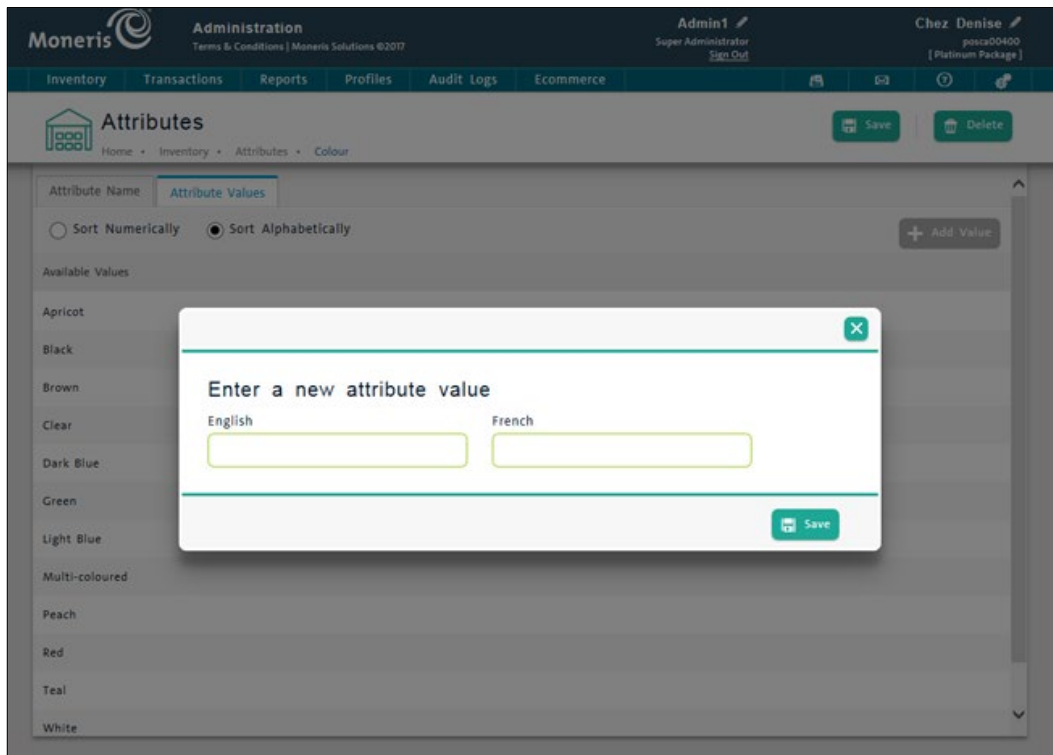 Moneris
Administration
Terms & Conditions | Moneris Solutions ©2017
Admin1
Super Administrator
Sign Out
Chez Denise
posca00400
[ Platinum Package ]
Inventory Transactions Reports Profiles Audit Logs Ecommerce
Attributes
Home • Inventory • Attributes • Colour
Save Delete
Attribute Name Attribute Values
Sort Numerically Sort Alphabetically
Add Value
Available Values
Apricot
Black
Brown
Clear
Dark Blue
Green
Light Blue
Multi-coloured
Peach
Red
Teal
White
Enter a new attribute value
English French
Save